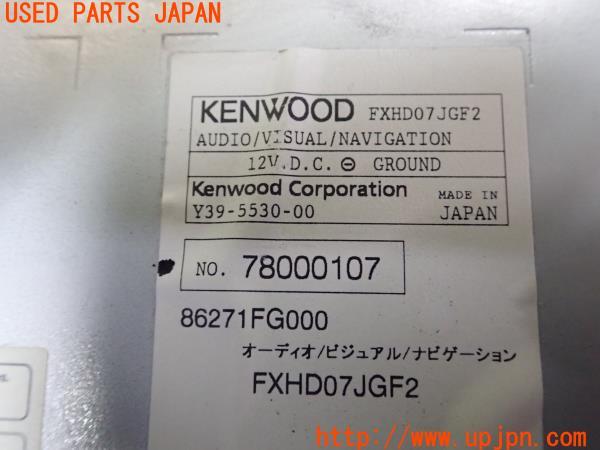 USED PARTS JAPAN
KENWOOD FXHD07JGF2
AUDIO/VISUAL/NAVIGATION
12V.D.C. ⊖ GROUND
Kenwood Corporation MADE IN
Y39-5530-00 JAPAN
NO. 78000107
86271FG000
オーディオ/ビジュアル/ナビゲーション
FXHD07JGF2
http://www.upjpn.com